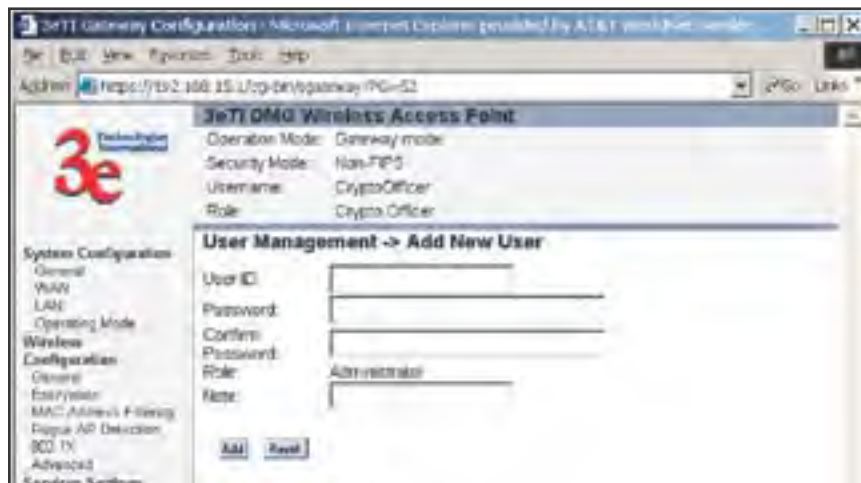 3eTI Gateway Configuration - Microsoft Internet Explorer provided by AT&T WorldNet Service
File Edit View Favorites Tools Help
Address https://192.168.15.1/cgi-bin/sgateway?PG=52 Go Links
3e Technologies International
3eTI DMG Wireless Access Point
Operation Mode: Gateway mode
Security Mode: Non-FIPS
Username: CryptoOfficer
Role: Crypto Officer
User Management -> Add New User
User ID:
Password:
Confirm
Password:
Role: Administrator
Note:
Add Reset
System Configuration
General
WAN
LAN
Operating Mode
Wireless
Configuration
General
Encryption
MAC Address Filtering
Rogue AP Detection
802.1X
Advanced
Services Settings